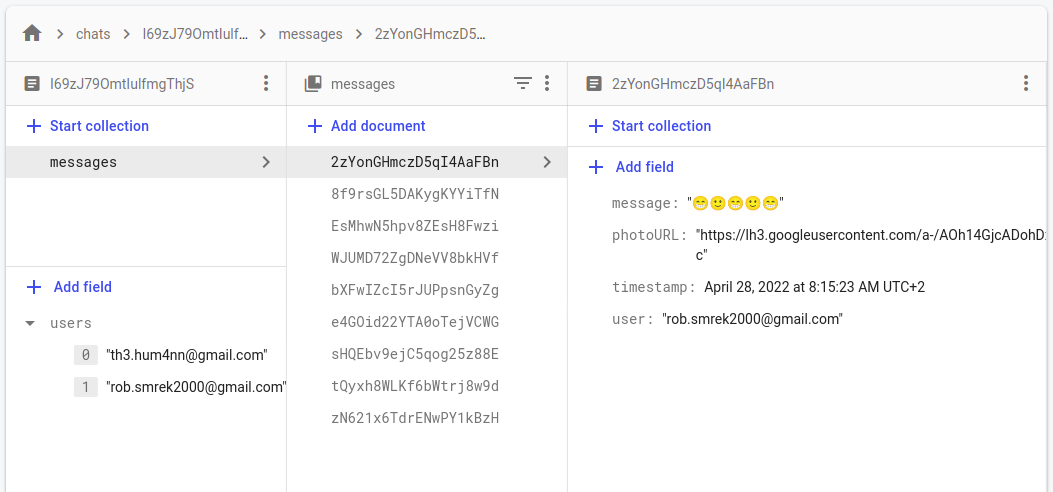 chats
I69zJ79OmtIulf...
messages
2zYonGHmczD5...
I69zJ79OmtIulfmgThjS
messages
2zYonGHmczD5qI4AaFBn
Start collection
Add document
Start collection
messages
2zYonGHmczD5qI4AaFBn
8f9rsGL5DAKygKYYiTfN
EsMhwN5hpv8ZEsH8Fwzi
WJUMD72ZgDNeVV8bkHVf
bXFwIZcI5rJUPpsnGyZg
e4GOid22YTA0oTejVCWG
sHQEbv9ejC5qog25z88E
tQyxh8WLKf6bWtrj8w9d
zN621x6TdrENwPY1kBzH
Add field
message: "😁🙂😁🙂😁"
photoURL: "https://lh3.googleusercontent.com/a-/AOh14GjcADohD
c"
timestamp: April 28, 2022 at 8:15:23 AM UTC+2
user: "rob.smrek2000@gmail.com"
Add field
users
0 "th3.hum4nn@gmail.com"
1 "rob.smrek2000@gmail.com"